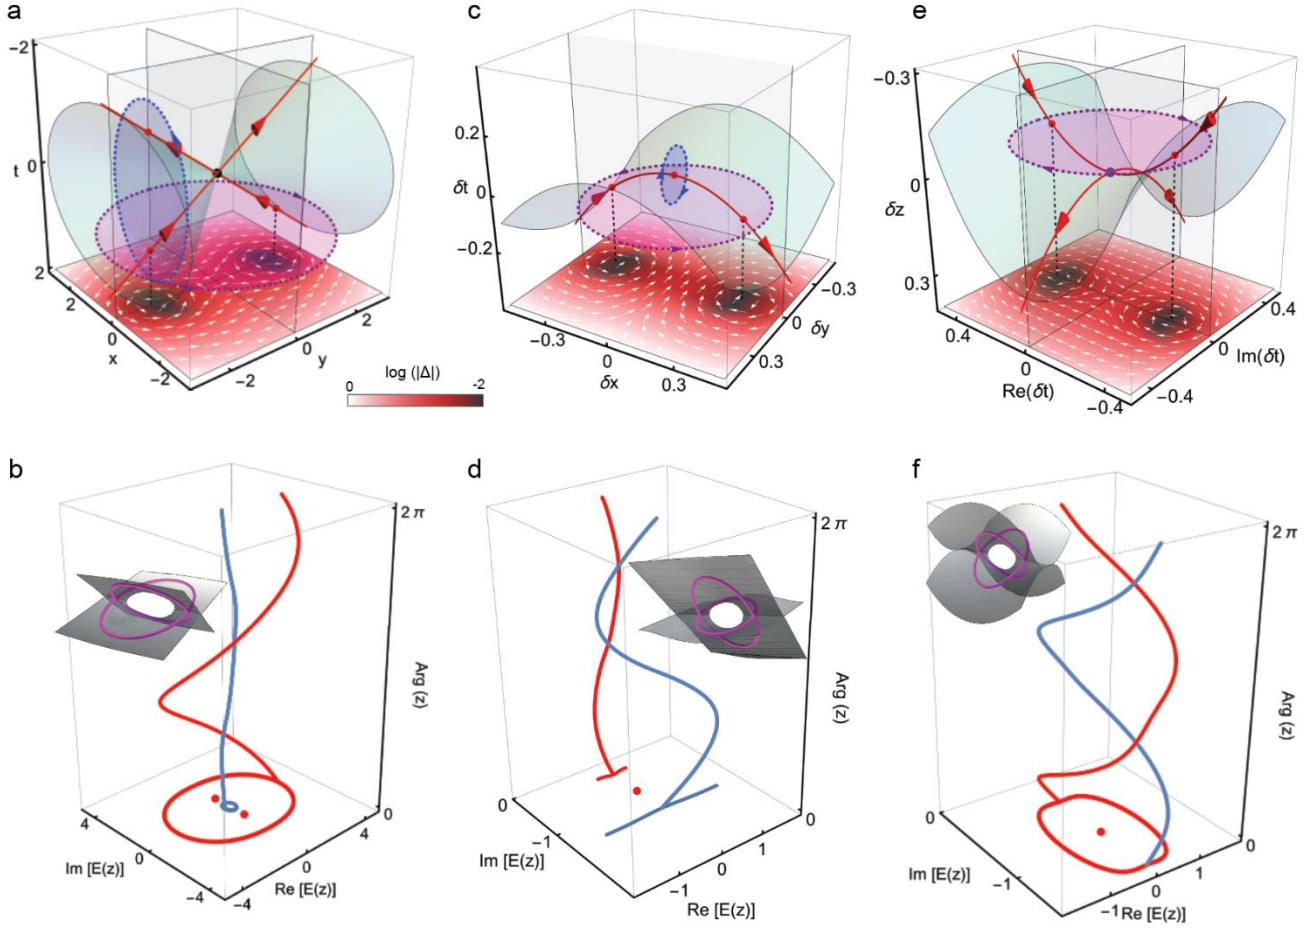 a
-2
0
t
2
2
0
x
-2
-2
0
y
2
log (|Δ|)
0
-2
c
0.2
δt
0
-0.2
-0.3
0
δx
0.3
-0.3
0
δy
0.3
e
-0.3
0
δz
0.3
0.4
0
Re(δt)
-0.4
0.4
0
Im(δt)
-0.4
b
2 π
Arg (z)
0
4
Im [E(z)]
0
-4
-4
Re [E(z)]
0
4
d
2 π
Arg (z)
0
0
Im [E(z)]
-1
-1
Re [E(z)]
0
1
f
2 π
Arg (z)
0
0
Im [E(z)]
-1
-1
Re [E(z)]
0
1